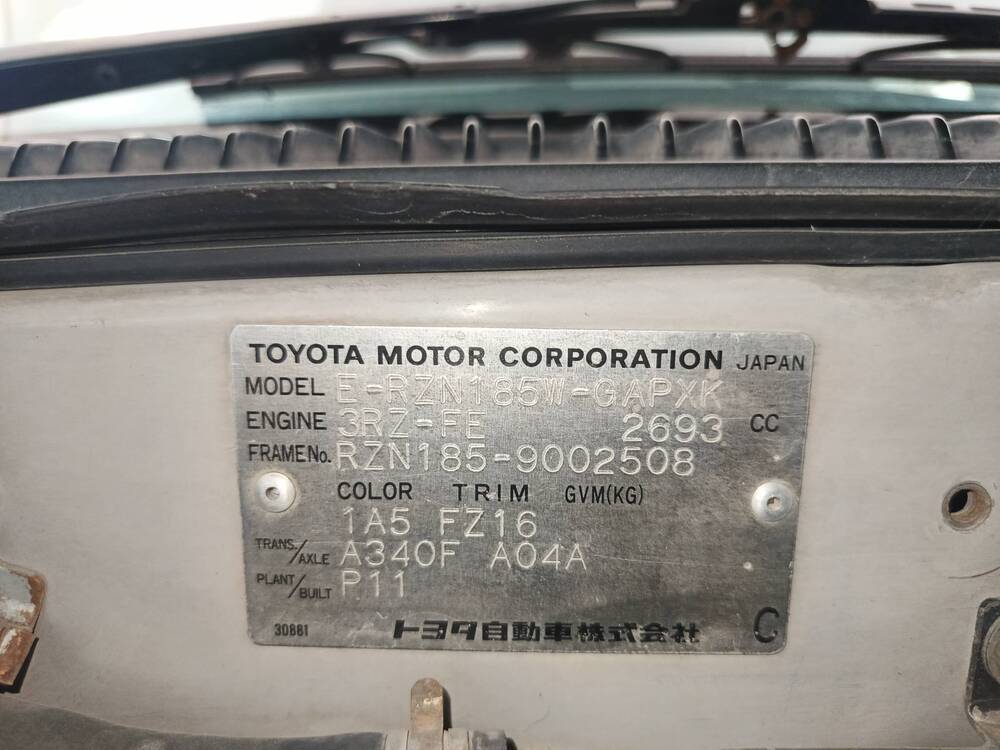 TOYOTA MOTOR CORPORATION JAPAN
MODEL E-RZN185W-GAPXK
ENGINE 3RZ-FE 2693 CC
FRAME No. RZN185-9002508
COLOR TRIM GVM(KG)
1A5 FZ16
TRANS./AXLE A340F A04A
PLANT/BUILT P11
30881 トヨタ自動車株式会社 C